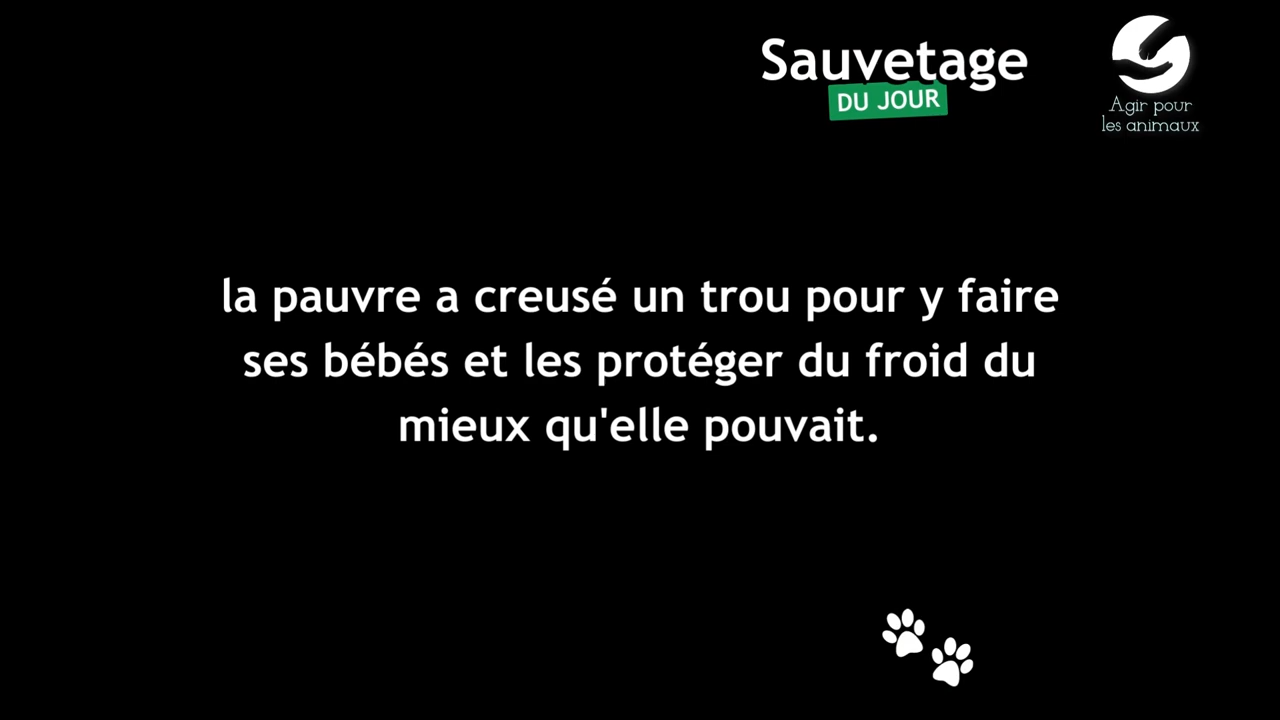 Sauvetage
DU JOUR
Agir pour
les animaux
la pauvre a creusé un trou pour y faire
ses bébés et les protéger du froid du
mieux qu'elle pouvait.